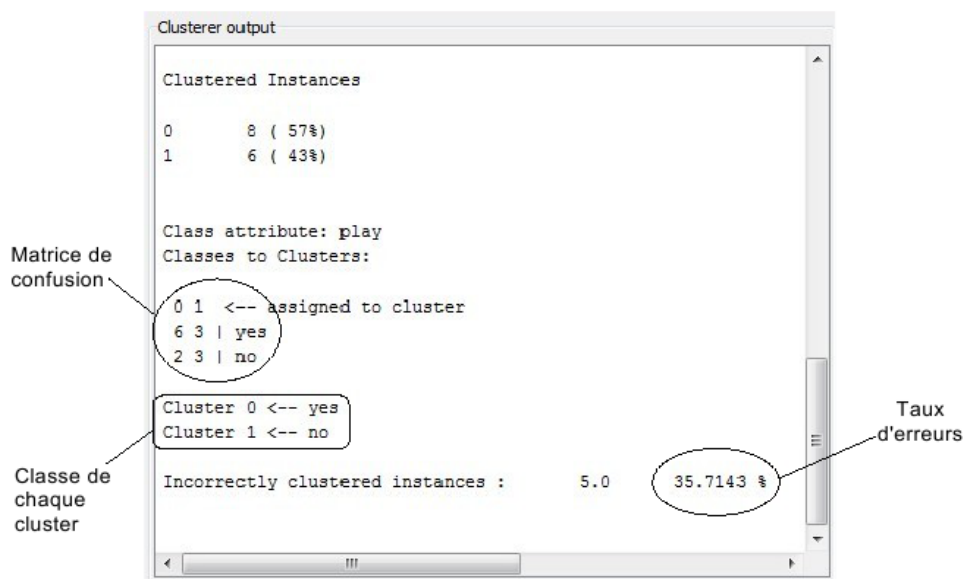 Clusterer output
Clustered Instances
0 8 ( 57%)
1 6 ( 43%)
Class attribute: play
Classes to Clusters:
0 1 <-- assigned to cluster
6 3 | yes
2 3 | no
Cluster 0 <-- yes
Cluster 1 <-- no
Incorrectly clustered instances : 5.0 35.7143 %
Matrice de
confusion
Classe de
chaque
cluster
Taux
d'erreurs